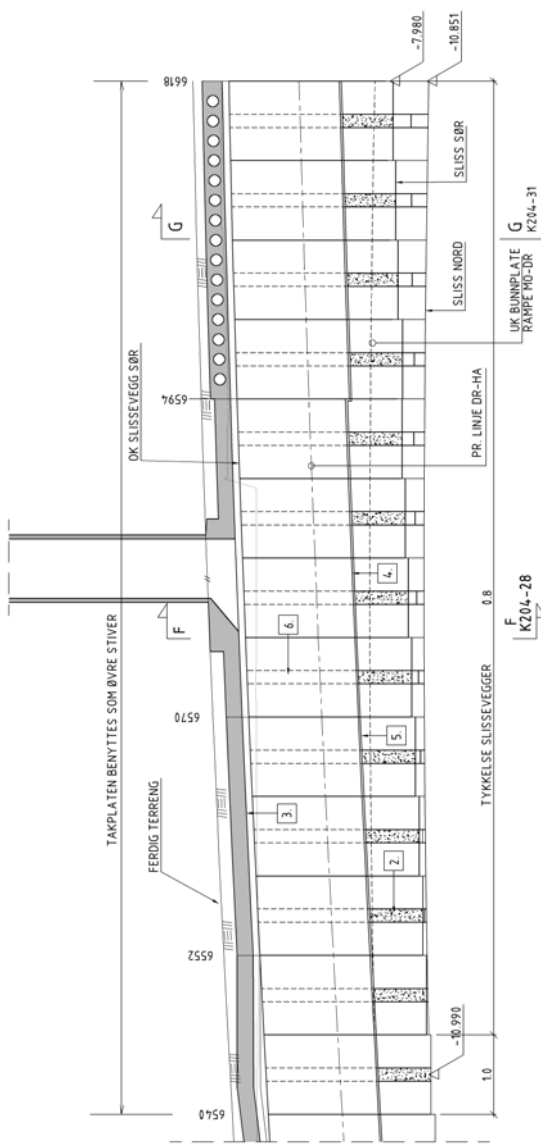 TAKPLATEN BENYTTES SOM ØVRE STIVER
FERDIG TERRENG
OK SLISSEVEGG SØR
6540
6552
6570
6594
6618
F
G
3.
6.
2.
5.
4.
PR. LINJE DR-HA
UK BUNNPLATE
RAMPE MO-DR
SLISS NORD
SLISS SØR
-7.980
-10.851
-10.990
1.0
TYKKELSE SLISSEVEGGER
0.8
F
K204-28
G
K204-31